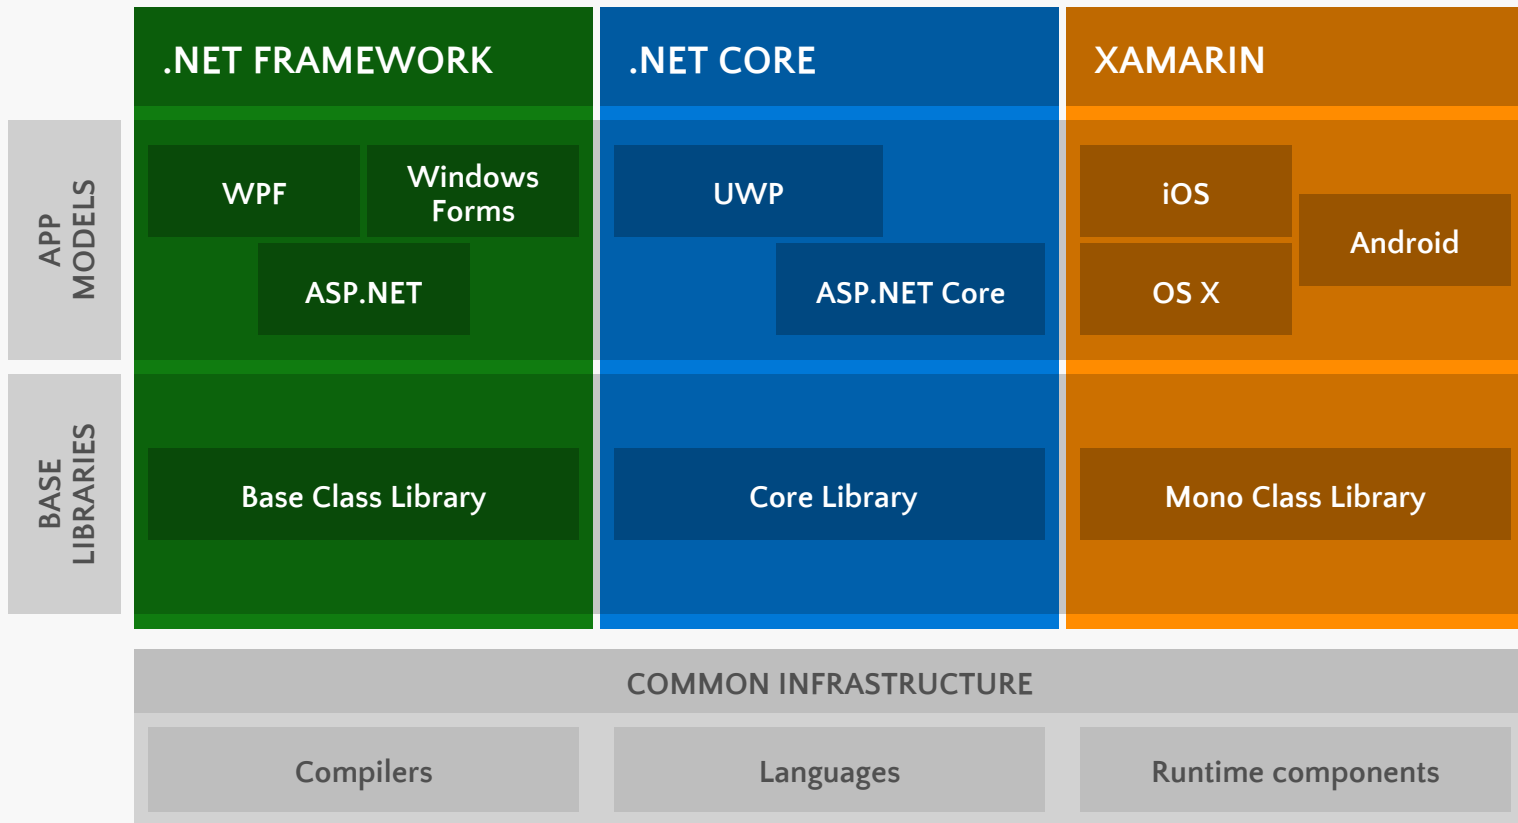 .NET FRAMEWORK
.NET CORE
XAMARIN
APP
MODELS
WPF
Windows
Forms
ASP.NET
UWP
ASP.NET Core
iOS
Android
OS X
BASE
LIBRARIES
Base Class Library
Core Library
Mono Class Library
COMMON INFRASTRUCTURE
Compilers
Languages
Runtime components